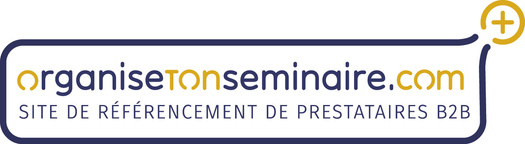 organiseTONseminaire.com
SITE DE RÉFÉRENCEMENT DE PRESTATAIRES B2B